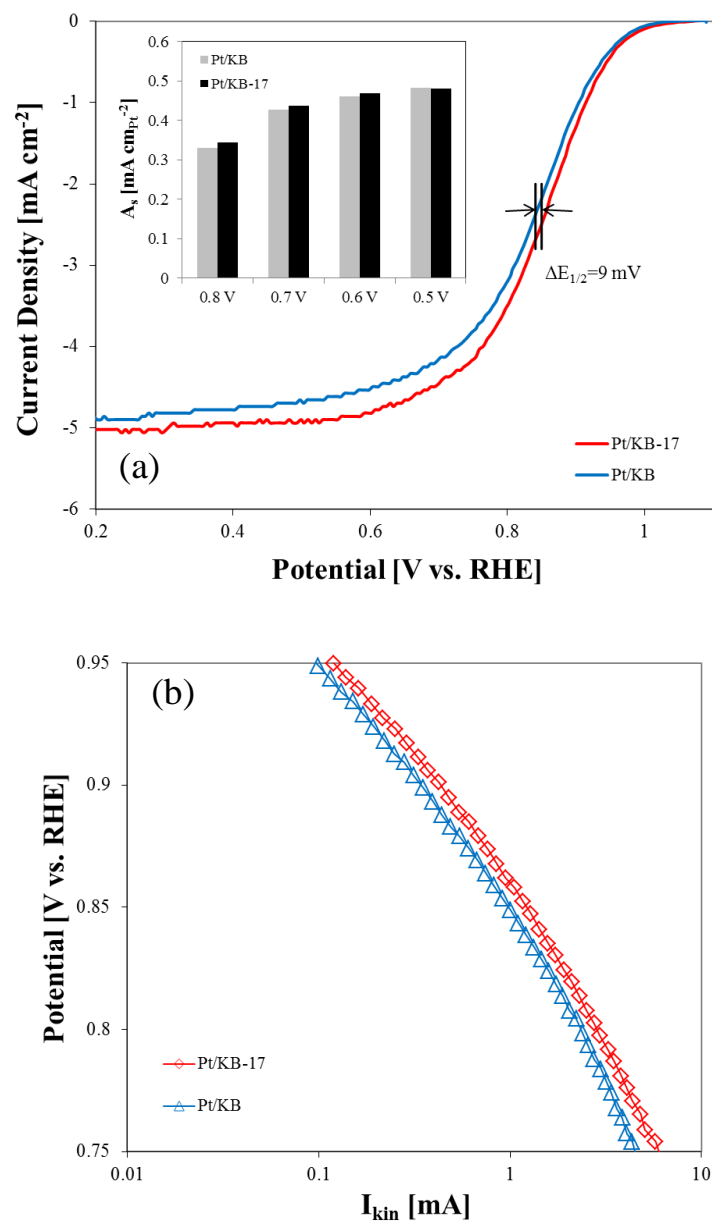 0
-1
-2
-3
-4
-5
-6
Current Density [mA cm⁻²]
0.6
0.5
0.4
0.3
0.2
0.1
0
Aₛ [mA cm_Pt⁻²]
Pt/KB
Pt/KB-17
0.8 V 0.7 V 0.6 V 0.5 V
ΔE₁/₂=9 mV
Pt/KB-17
Pt/KB
(a)
0.2 0.4 0.6 0.8 1
Potential [V vs. RHE]
0.95
0.9
0.85
0.8
0.75
Potential [V vs. RHE]
(b)
Pt/KB-17
Pt/KB
0.01 0.1 1 10
I_kin [mA]